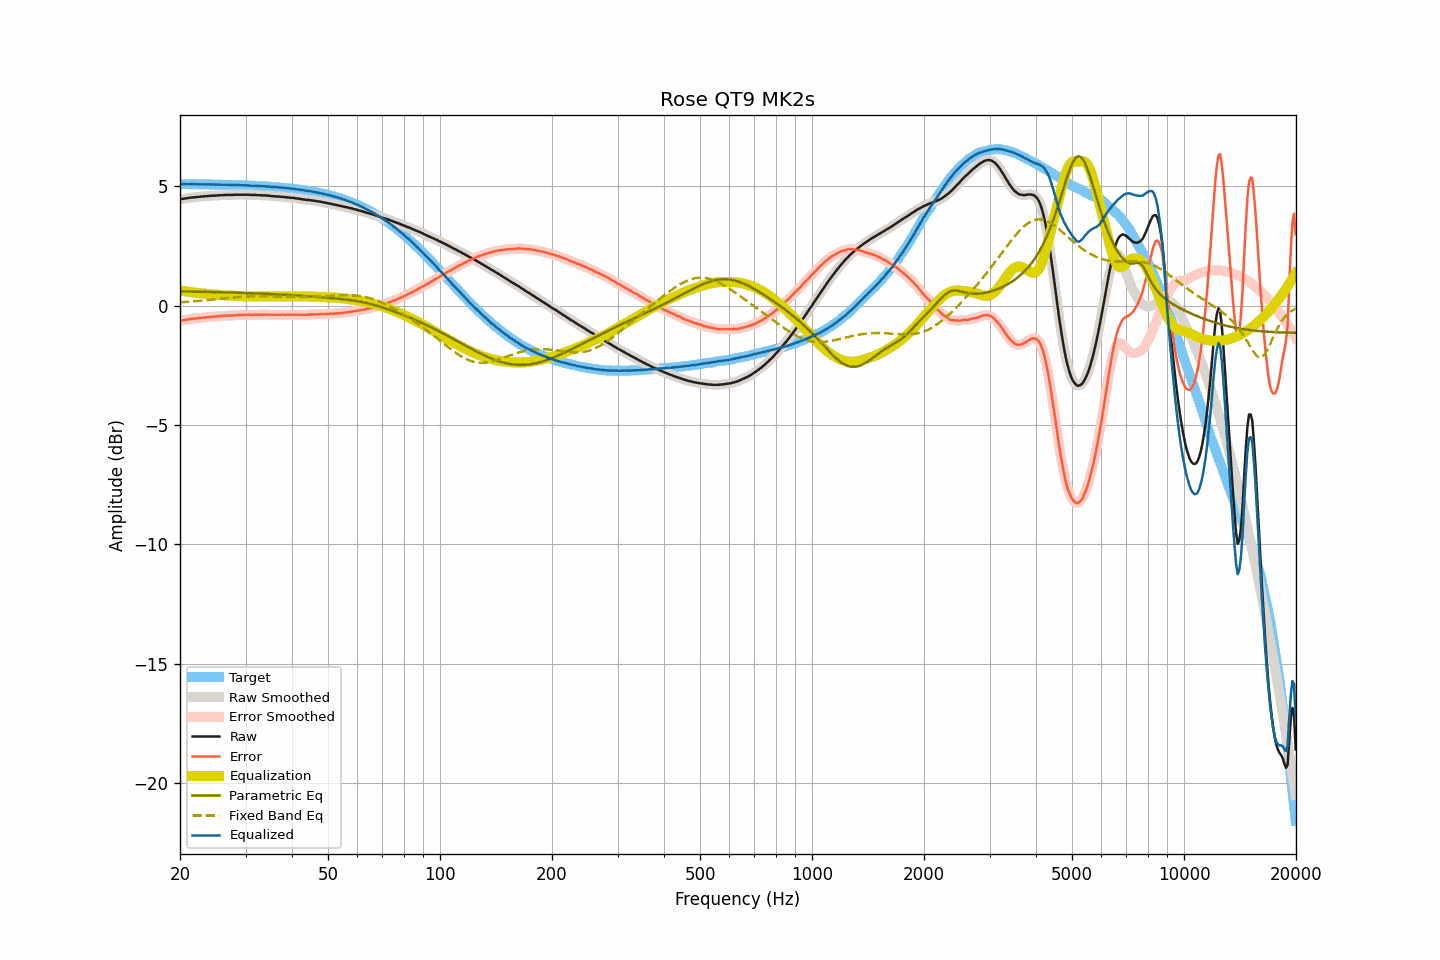 Rose QT9 MK2s
Amplitude (dBr)
5
0
−5
−10
−15
−20
Target
Raw Smoothed
Error Smoothed
Raw
Error
Equalization
Parametric Eq
Fixed Band Eq
Equalized
20 50 100 200 500 1000 2000 5000 10000 20000
Frequency (Hz)